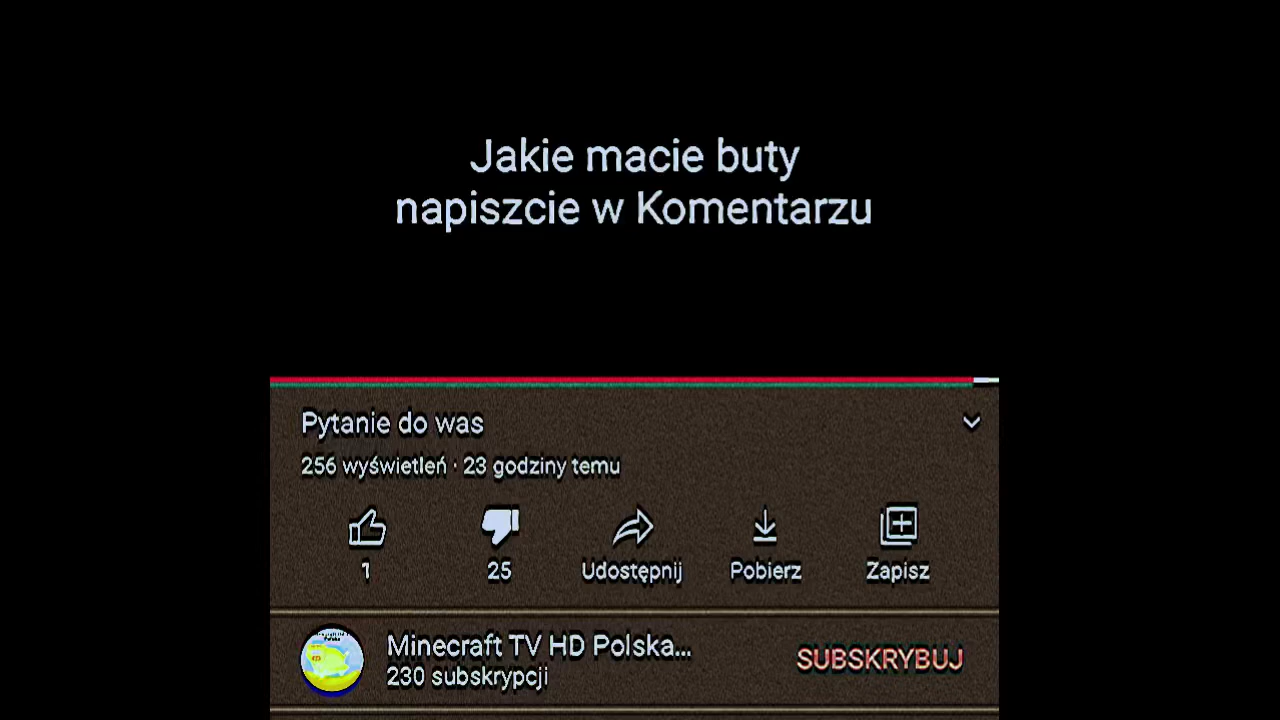 Jakie macie buty
napiszcie w Komentarzu
Pytanie do was
256 wyświetleń · 23 godziny temu
1
25
Udostępnij
Pobierz
Zapisz
Minecraft TV HD Polska...
230 subskrypcji
SUBSKRYBUJ